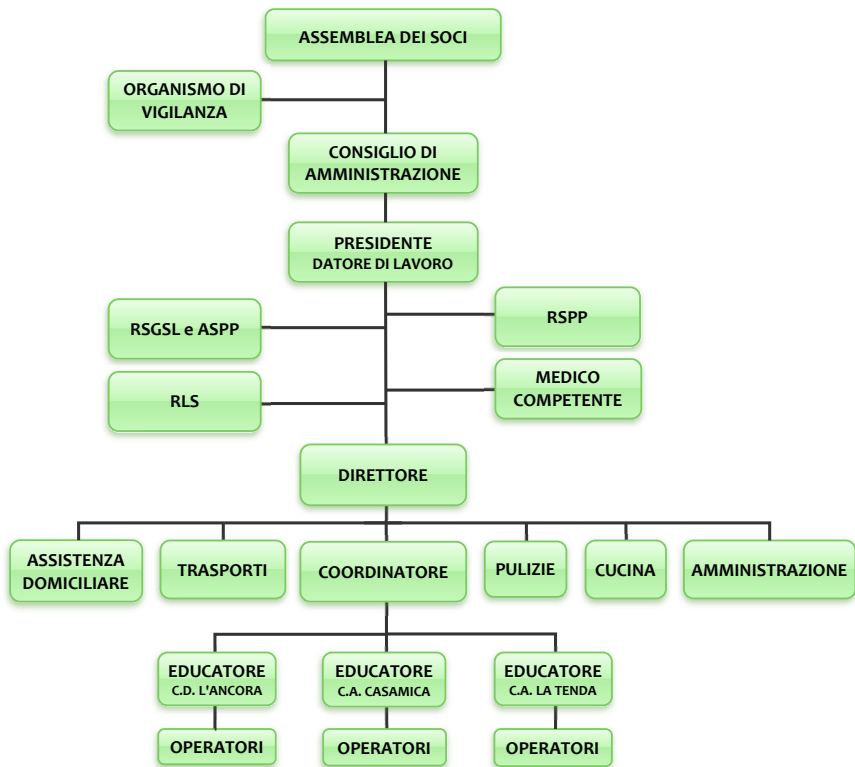 ASSEMBLEA DEI SOCI
ORGANISMO DI
VIGILANZA
CONSIGLIO DI
AMMINISTRAZIONE
PRESIDENTE
DATORE DI LAVORO
RSGSL e ASPP
RSPP
RLS
MEDICO
COMPETENTE
DIRETTORE
ASSISTENZA
DOMICILIARE
TRASPORTI
COORDINATORE
PULIZIE
CUCINA
AMMINISTRAZIONE
EDUCATORE
C.D. L'ANCORA
EDUCATORE
C.A. CASAMICA
EDUCATORE
C.A. LA TENDA
OPERATORI
OPERATORI
OPERATORI